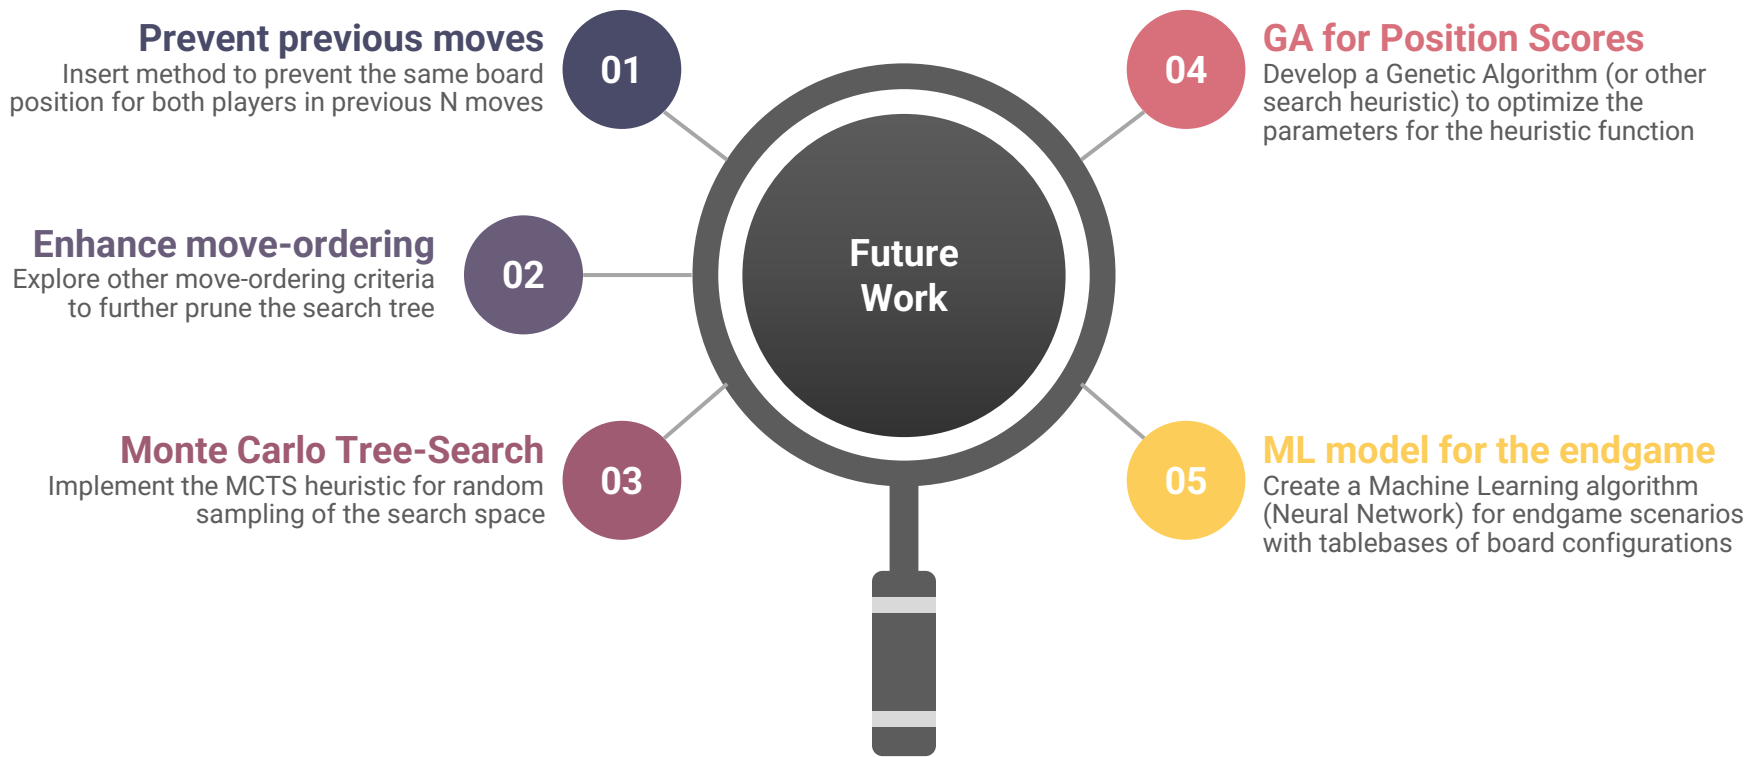 Prevent previous moves
Insert method to prevent the same board
position for both players in previous N moves
01
Enhance move-ordering
Explore other move-ordering criteria
to further prune the search tree
02
Monte Carlo Tree-Search
Implement the MCTS heuristic for random
sampling of the search space
03
Future
Work
04
GA for Position Scores
Develop a Genetic Algorithm (or other
search heuristic) to optimize the
parameters for the heuristic function
05
ML model for the endgame
Create a Machine Learning algorithm
(Neural Network) for endgame scenarios
with tablebases of board configurations